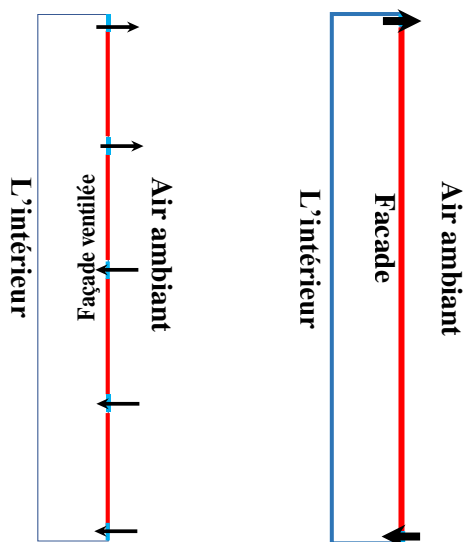 L'intérieur
Façade ventilée
Air ambiant
L'intérieur
Facade
Air ambiant